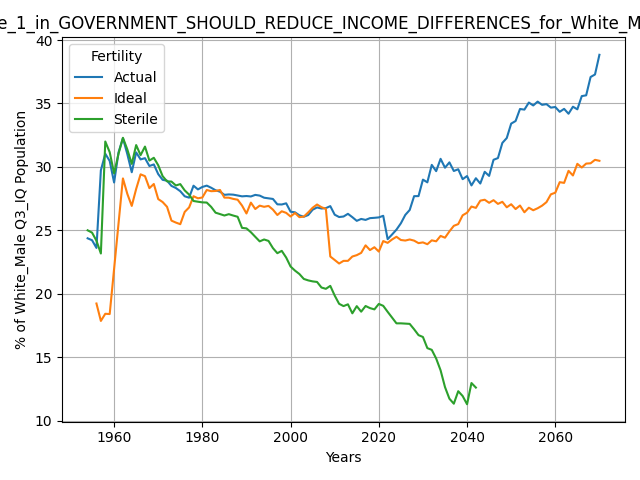 e_1_in_GOVERNMENT_SHOULD_REDUCE_INCOME_DIFFERENCES_for_White_M
Fertility
Actual
Ideal
Sterile
% of White_Male Q3_IQ Population
40
35
30
25
20
15
10
1960
1980
2000
2020
2040
2060
Years